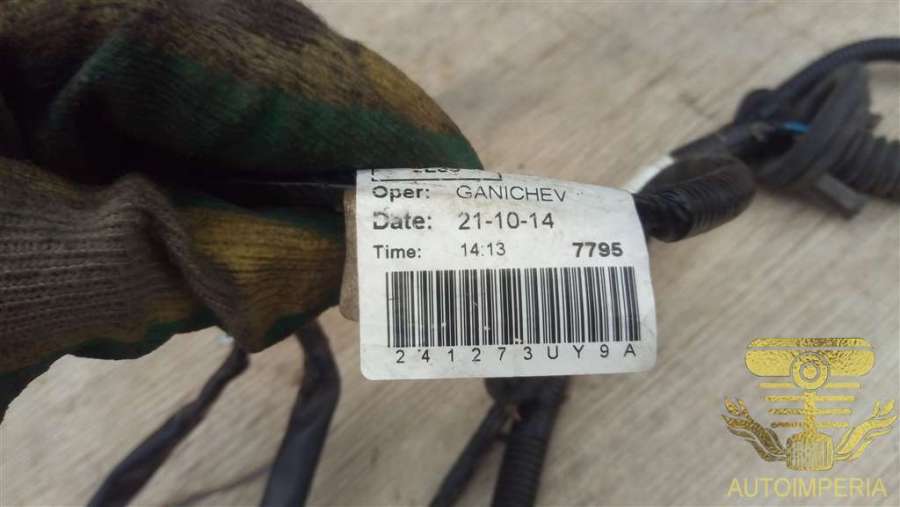 Oper: GANICHEV
Date: 21-10-14
Time: 14:13 7795
241273UY9A
AUTOIMPERIA